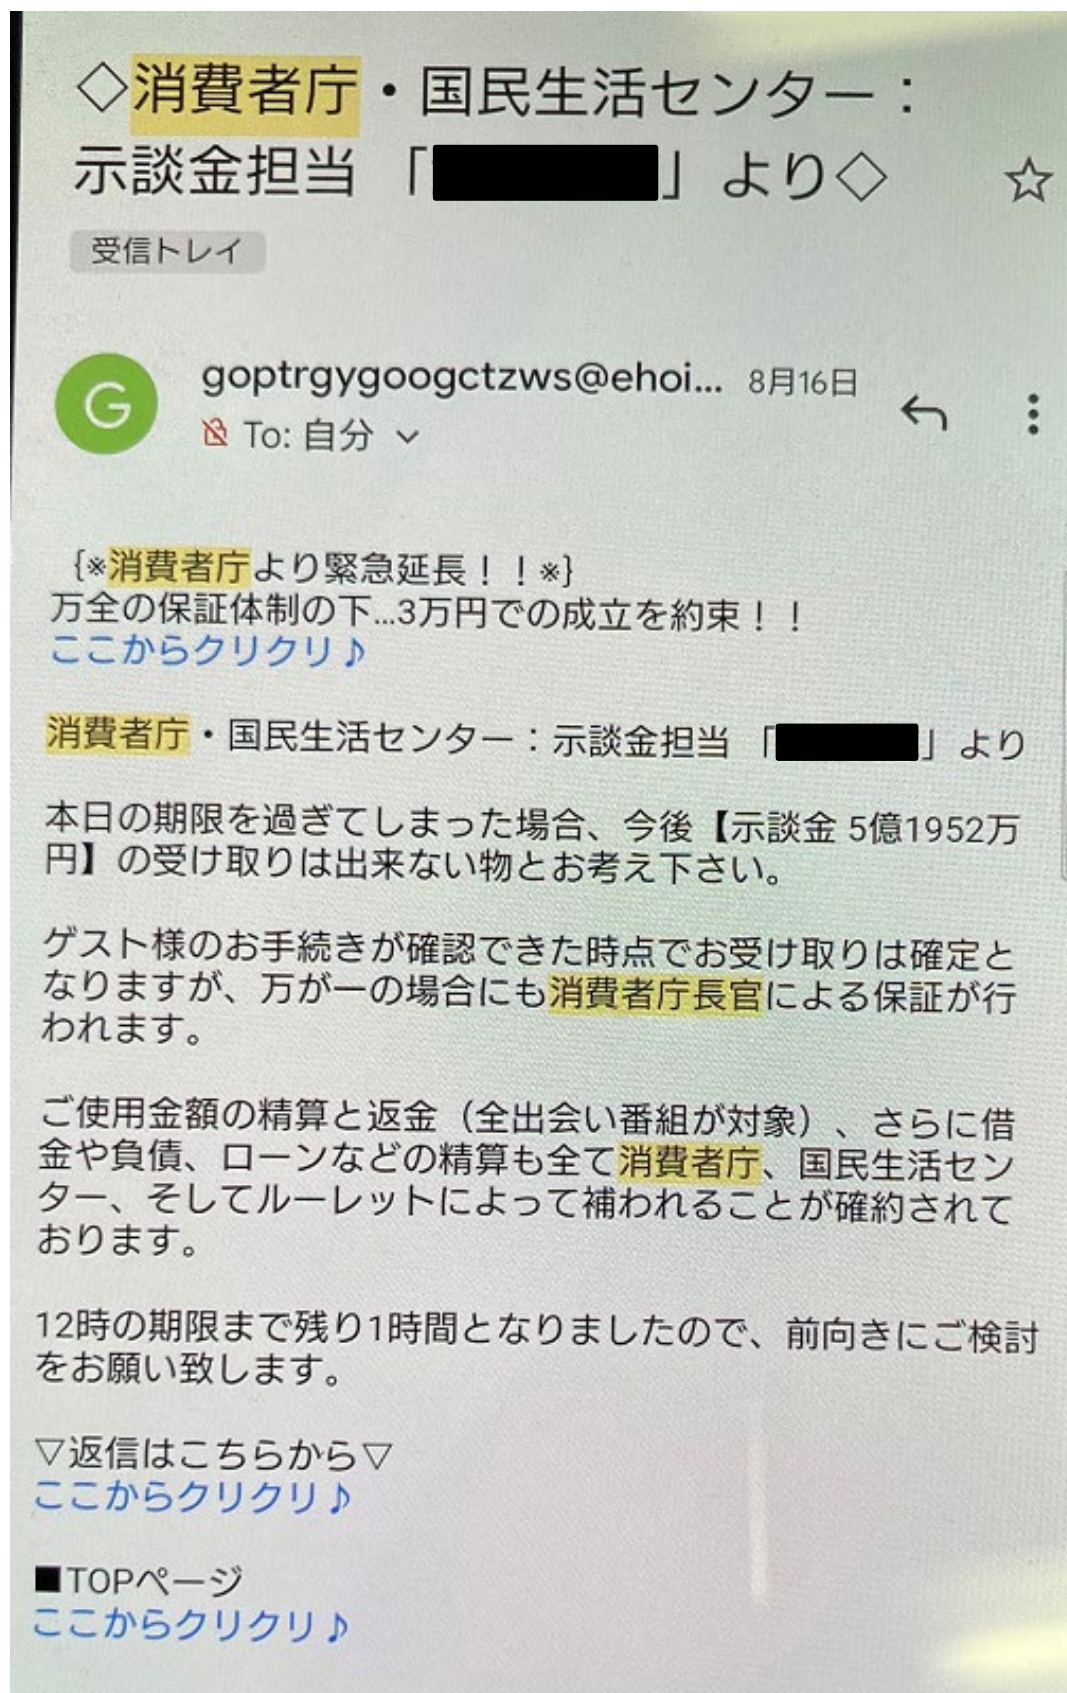 ◇消費者庁・国民生活センター：
示談金担当 「 」より◇
受信トレイ
G
goptrgygoogctzws@ehoi... 8月16日
To: 自分
{※消費者庁より緊急延長！！※}
万全の保証体制の下...3万円での成立を約束！！
ここからクリクリ♪
消費者庁・国民生活センター：示談金担当 「 」より
本日の期限を過ぎてしまった場合、今後【示談金 5億1952万
円】の受け取りは出来ない物とお考え下さい。
ゲスト様のお手続きが確認できた時点でお受け取りは確定と
なりますが、万が一の場合にも消費者庁長官による保証が行
われます。
ご使用金額の精算と返金（全出会い番組が対象）、さらに借
金や負債、ローンなどの精算も全て消費者庁、国民生活セン
ター、そしてルーレットによって補われることが確約されて
おります。
12時の期限まで残り1時間となりましたので、前向きにご検討
をお願い致します。
▽返信はこちらから▽
ここからクリクリ♪
■TOPページ
ここからクリクリ♪